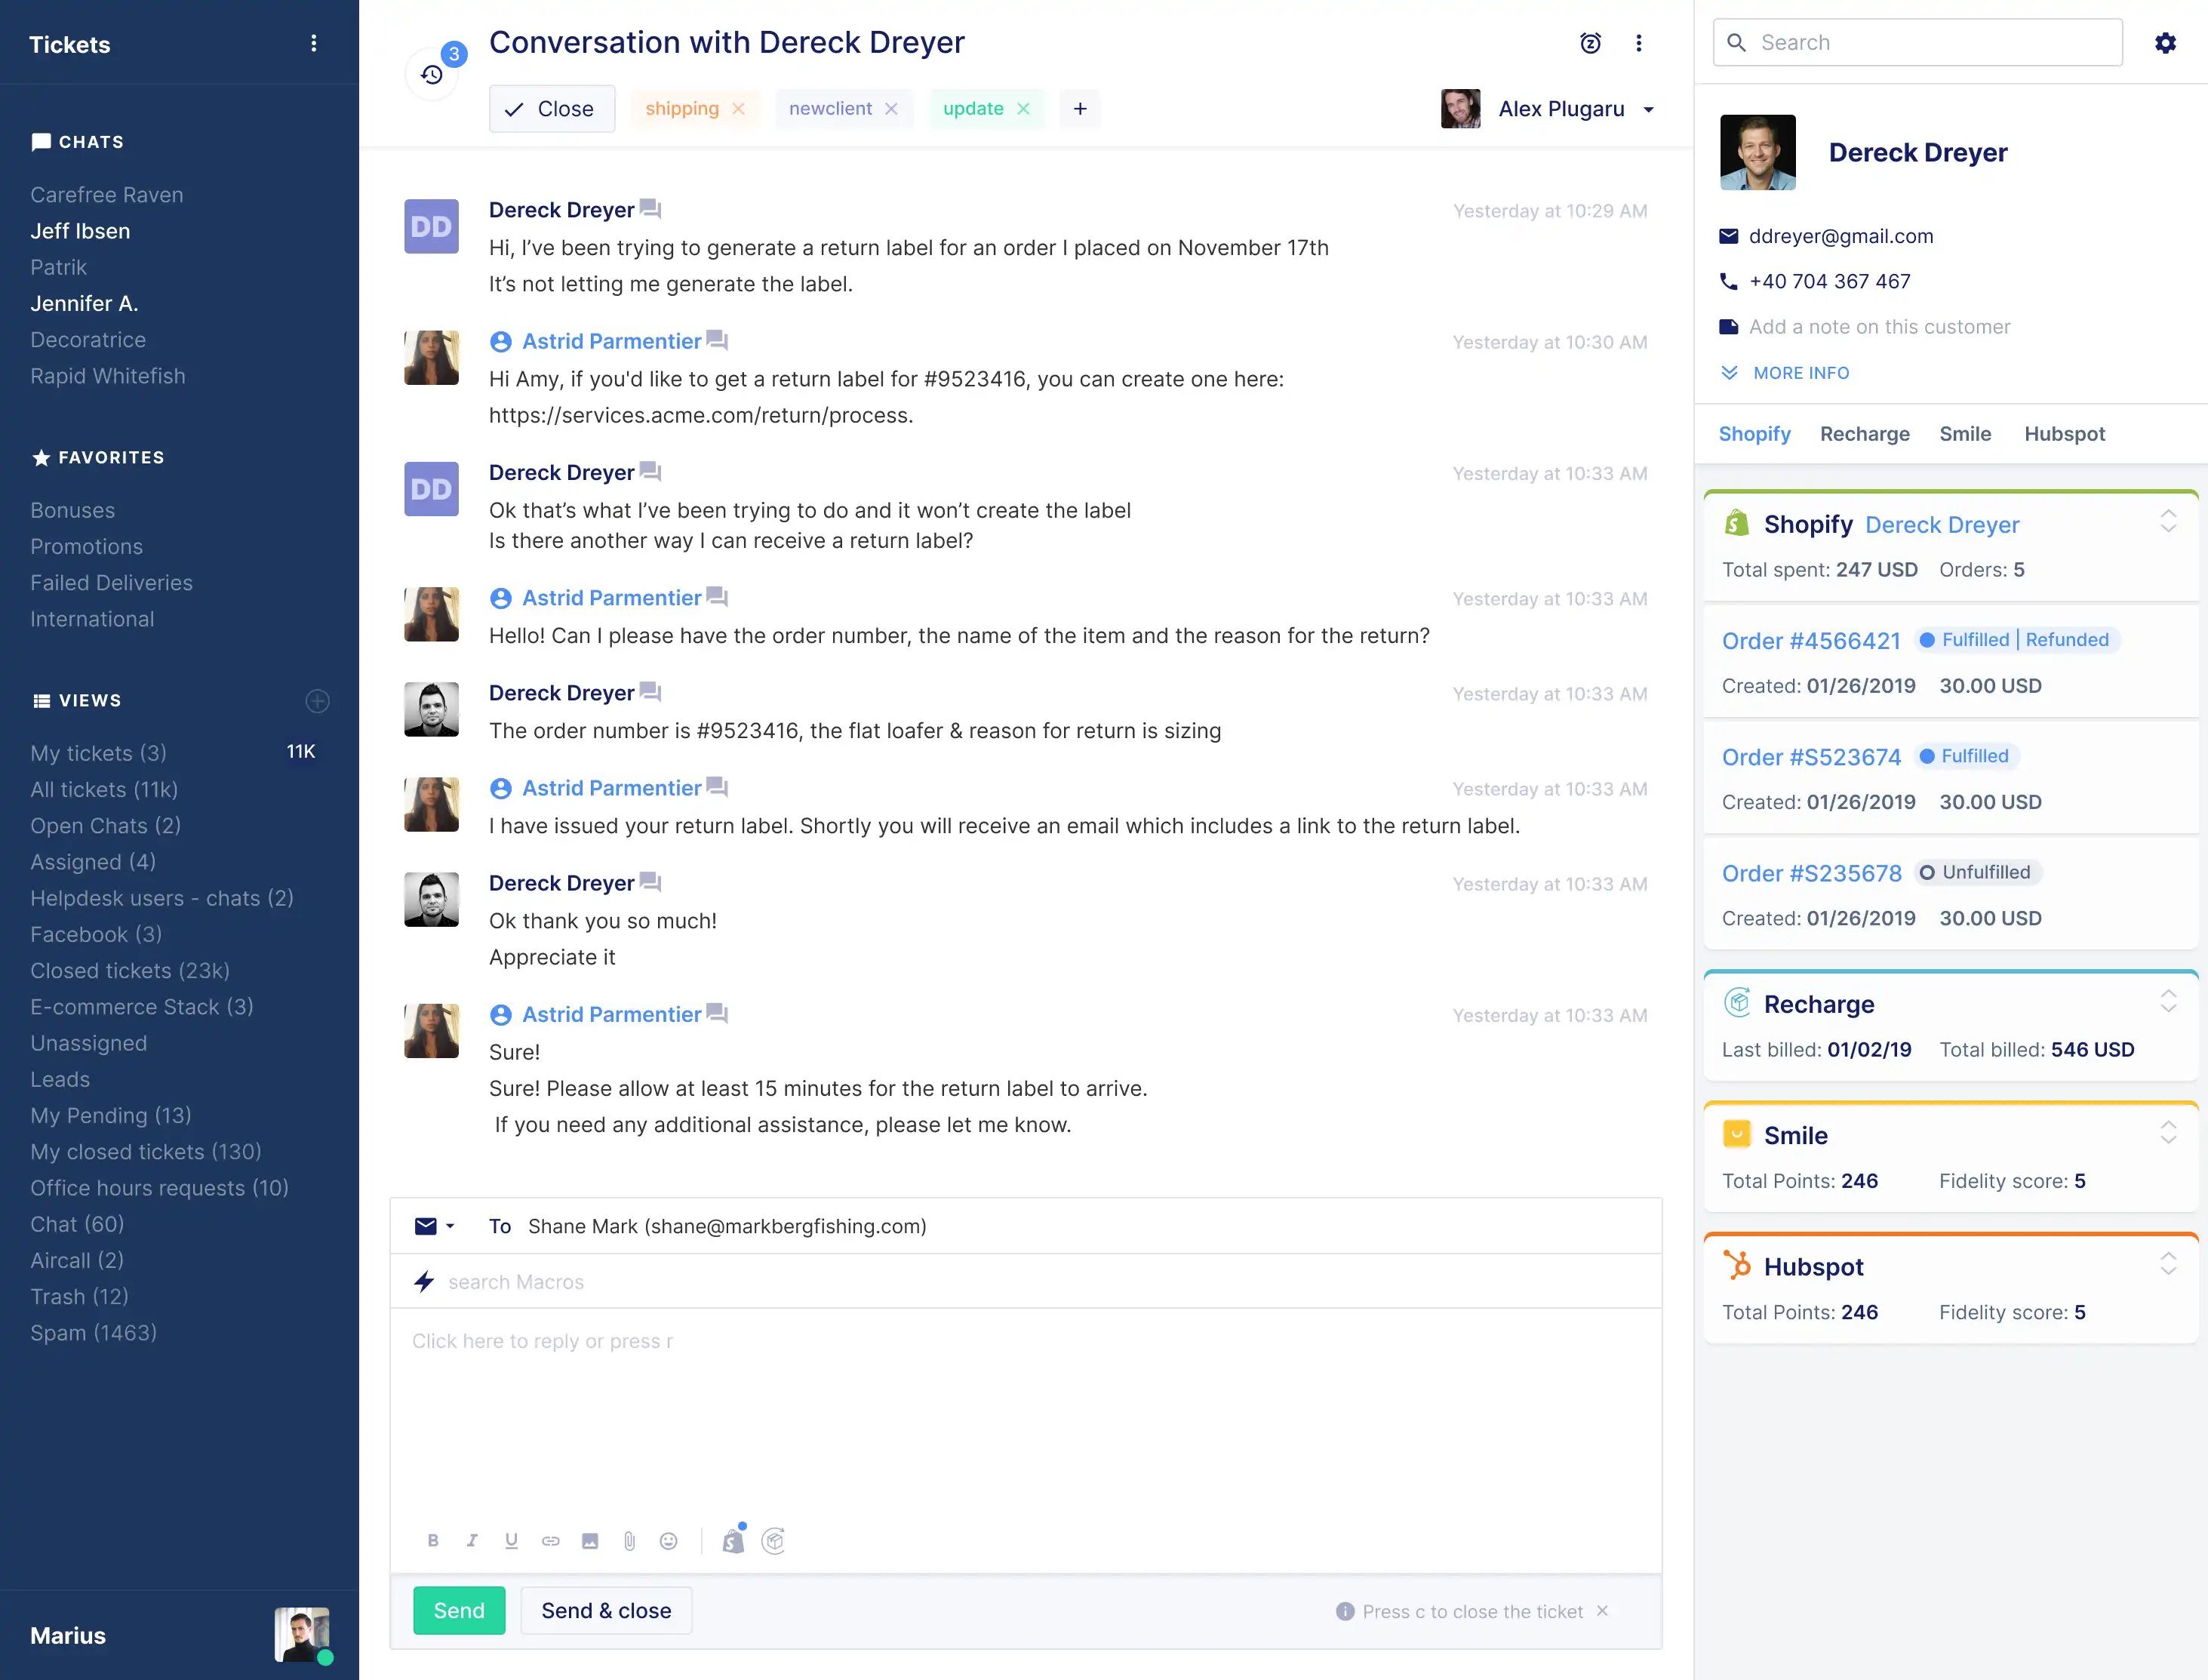 Tickets
CHATS
Carefree Raven
Jeff Ibsen
Patrik
Jennifer A.
Decoratrice
Rapid Whitefish
FAVORITES
Bonuses
Promotions
Failed Deliveries
International
VIEWS
My tickets (3) 11K
All tickets (11k)
Open Chats (2)
Assigned (4)
Helpdesk users - chats (2)
Facebook (3)
Closed tickets (23k)
E-commerce Stack (3)
Unassigned
Leads
My Pending (13)
My closed tickets (130)
Office hours requests (10)
Chat (60)
Aircall (2)
Trash (12)
Spam (1463)
Marius
3
Conversation with Dereck Dreyer
Close shipping newclient update + Alex Plugaru
DD
Dereck Dreyer Yesterday at 10:29 AM
Hi, I’ve been trying to generate a return label for an order I placed on November 17th
It’s not letting me generate the label.
Astrid Parmentier Yesterday at 10:30 AM
Hi Amy, if you'd like to get a return label for #9523416, you can create one here:
https://services.acme.com/return/process.
DD
Dereck Dreyer Yesterday at 10:33 AM
Ok that’s what I’ve been trying to do and it won’t create the label
Is there another way I can receive a return label?
Astrid Parmentier Yesterday at 10:33 AM
Hello! Can I please have the order number, the name of the item and the reason for the return?
Dereck Dreyer Yesterday at 10:33 AM
The order number is #9523416, the flat loafer & reason for return is sizing
Astrid Parmentier Yesterday at 10:33 AM
I have issued your return label. Shortly you will receive an email which includes a link to the return label.
Dereck Dreyer Yesterday at 10:33 AM
Ok thank you so much!
Appreciate it
Astrid Parmentier Yesterday at 10:33 AM
Sure!
Sure! Please allow at least 15 minutes for the return label to arrive.
If you need any additional assistance, please let me know.
To Shane Mark (shane@markbergfishing.com)
search Macros
Click here to reply or press r
B I U
Send Send & close Press c to close the ticket
Search
Dereck Dreyer
ddreyer@gmail.com
+40 704 367 467
Add a note on this customer
MORE INFO
Shopify Recharge Smile Hubspot
Shopify Dereck Dreyer
Total spent: 247 USD Orders: 5
Order #4566421 Fulfilled | Refunded
Created: 01/26/2019 30.00 USD
Order #S523674 Fulfilled
Created: 01/26/2019 30.00 USD
Order #S235678 Unfulfilled
Created: 01/26/2019 30.00 USD
Recharge
Last billed: 01/02/19 Total billed: 546 USD
Smile
Total Points: 246 Fidelity score: 5
Hubspot
Total Points: 246 Fidelity score: 5